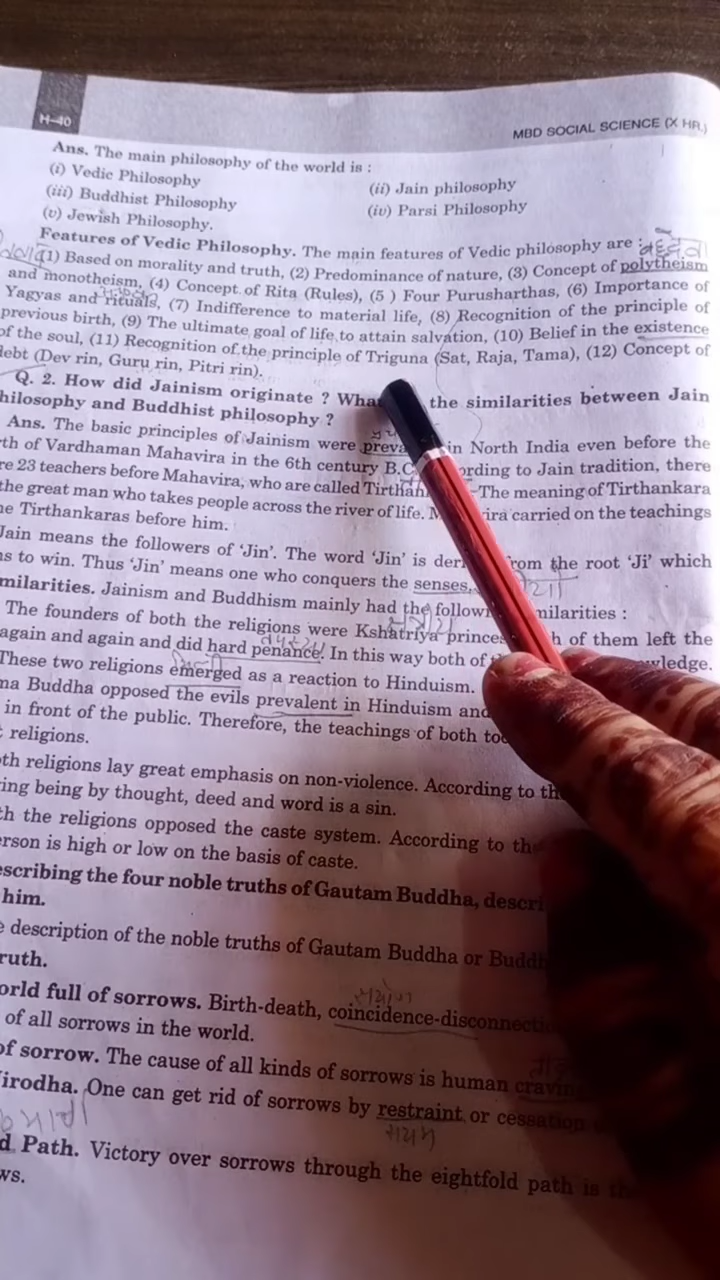 H-40
MBD SOCIAL SCIENCE (X HR.)
Ans. The main philosophy of the world is :
(i) Vedic Philosophy (ii) Jain philosophy
(iii) Buddhist Philosophy (iv) Parsi Philosophy
(v) Jewish Philosophy.
Features of Vedic Philosophy. The main features of Vedic philosophy are :
(1) Based on morality and truth, (2) Predominance of nature, (3) Concept of polytheism
and monotheism, (4) Concept of Rita (Rules), (5 ) Four Purusharthas, (6) Importance of
Yagyas and rituals, (7) Indifference to material life, (8) Recognition of the principle of
previous birth, (9) The ultimate goal of life to attain salvation, (10) Belief in the existence
of the soul, (11) Recognition of the principle of Triguna (Sat, Raja, Tama), (12) Concept of
debt (Dev rin, Guru rin, Pitri rin).
Q. 2. How did Jainism originate ? the similarities between Jain
hilosophy and Buddhist philosophy ?
Ans. The basic principles of Jainism were in North India even before the
th of Vardhaman Mahavira in the 6th century B.C. ording to Jain tradition, there
re 23 teachers before Mahavira, who are called The meaning of Tirthankara
the great man who takes people across the river of life. ira carried on the teachings
he Tirthankaras before him.
Jain means the followers of 'Jin'. The word 'Jin' is from the root 'Ji' which
ns to win. Thus 'Jin' means one who conquers the senses.
milarities. Jainism and Buddhism mainly had the milarities :
The founders of both the religions were Kshatriya of them left the
again and again and did hard penance. In this way both of wledge.
These two religions emerged as a reaction to Hinduism.
ma Buddha opposed the evils prevalent in Hinduism and
in front of the public. Therefore, the teachings of both
religions.
oth religions lay great emphasis on non-violence. According to
ing being by thought, deed and word is a sin.
th the religions opposed the caste system. According to
erson is high or low on the basis of caste.
escribing the four noble truths of Gautam Buddha, descri
him.
e description of the noble truths of Gautam Buddha or
ruth.
orld full of sorrows. Birth-death, संयोग coincidence-disconnecti
of all sorrows in the world.
of sorrow. The cause of all kinds of sorrows is human
irodha. One can get rid of sorrows by restraint or cessation
संयम
d Path. Victory over sorrows through the eightfold path is
ws.